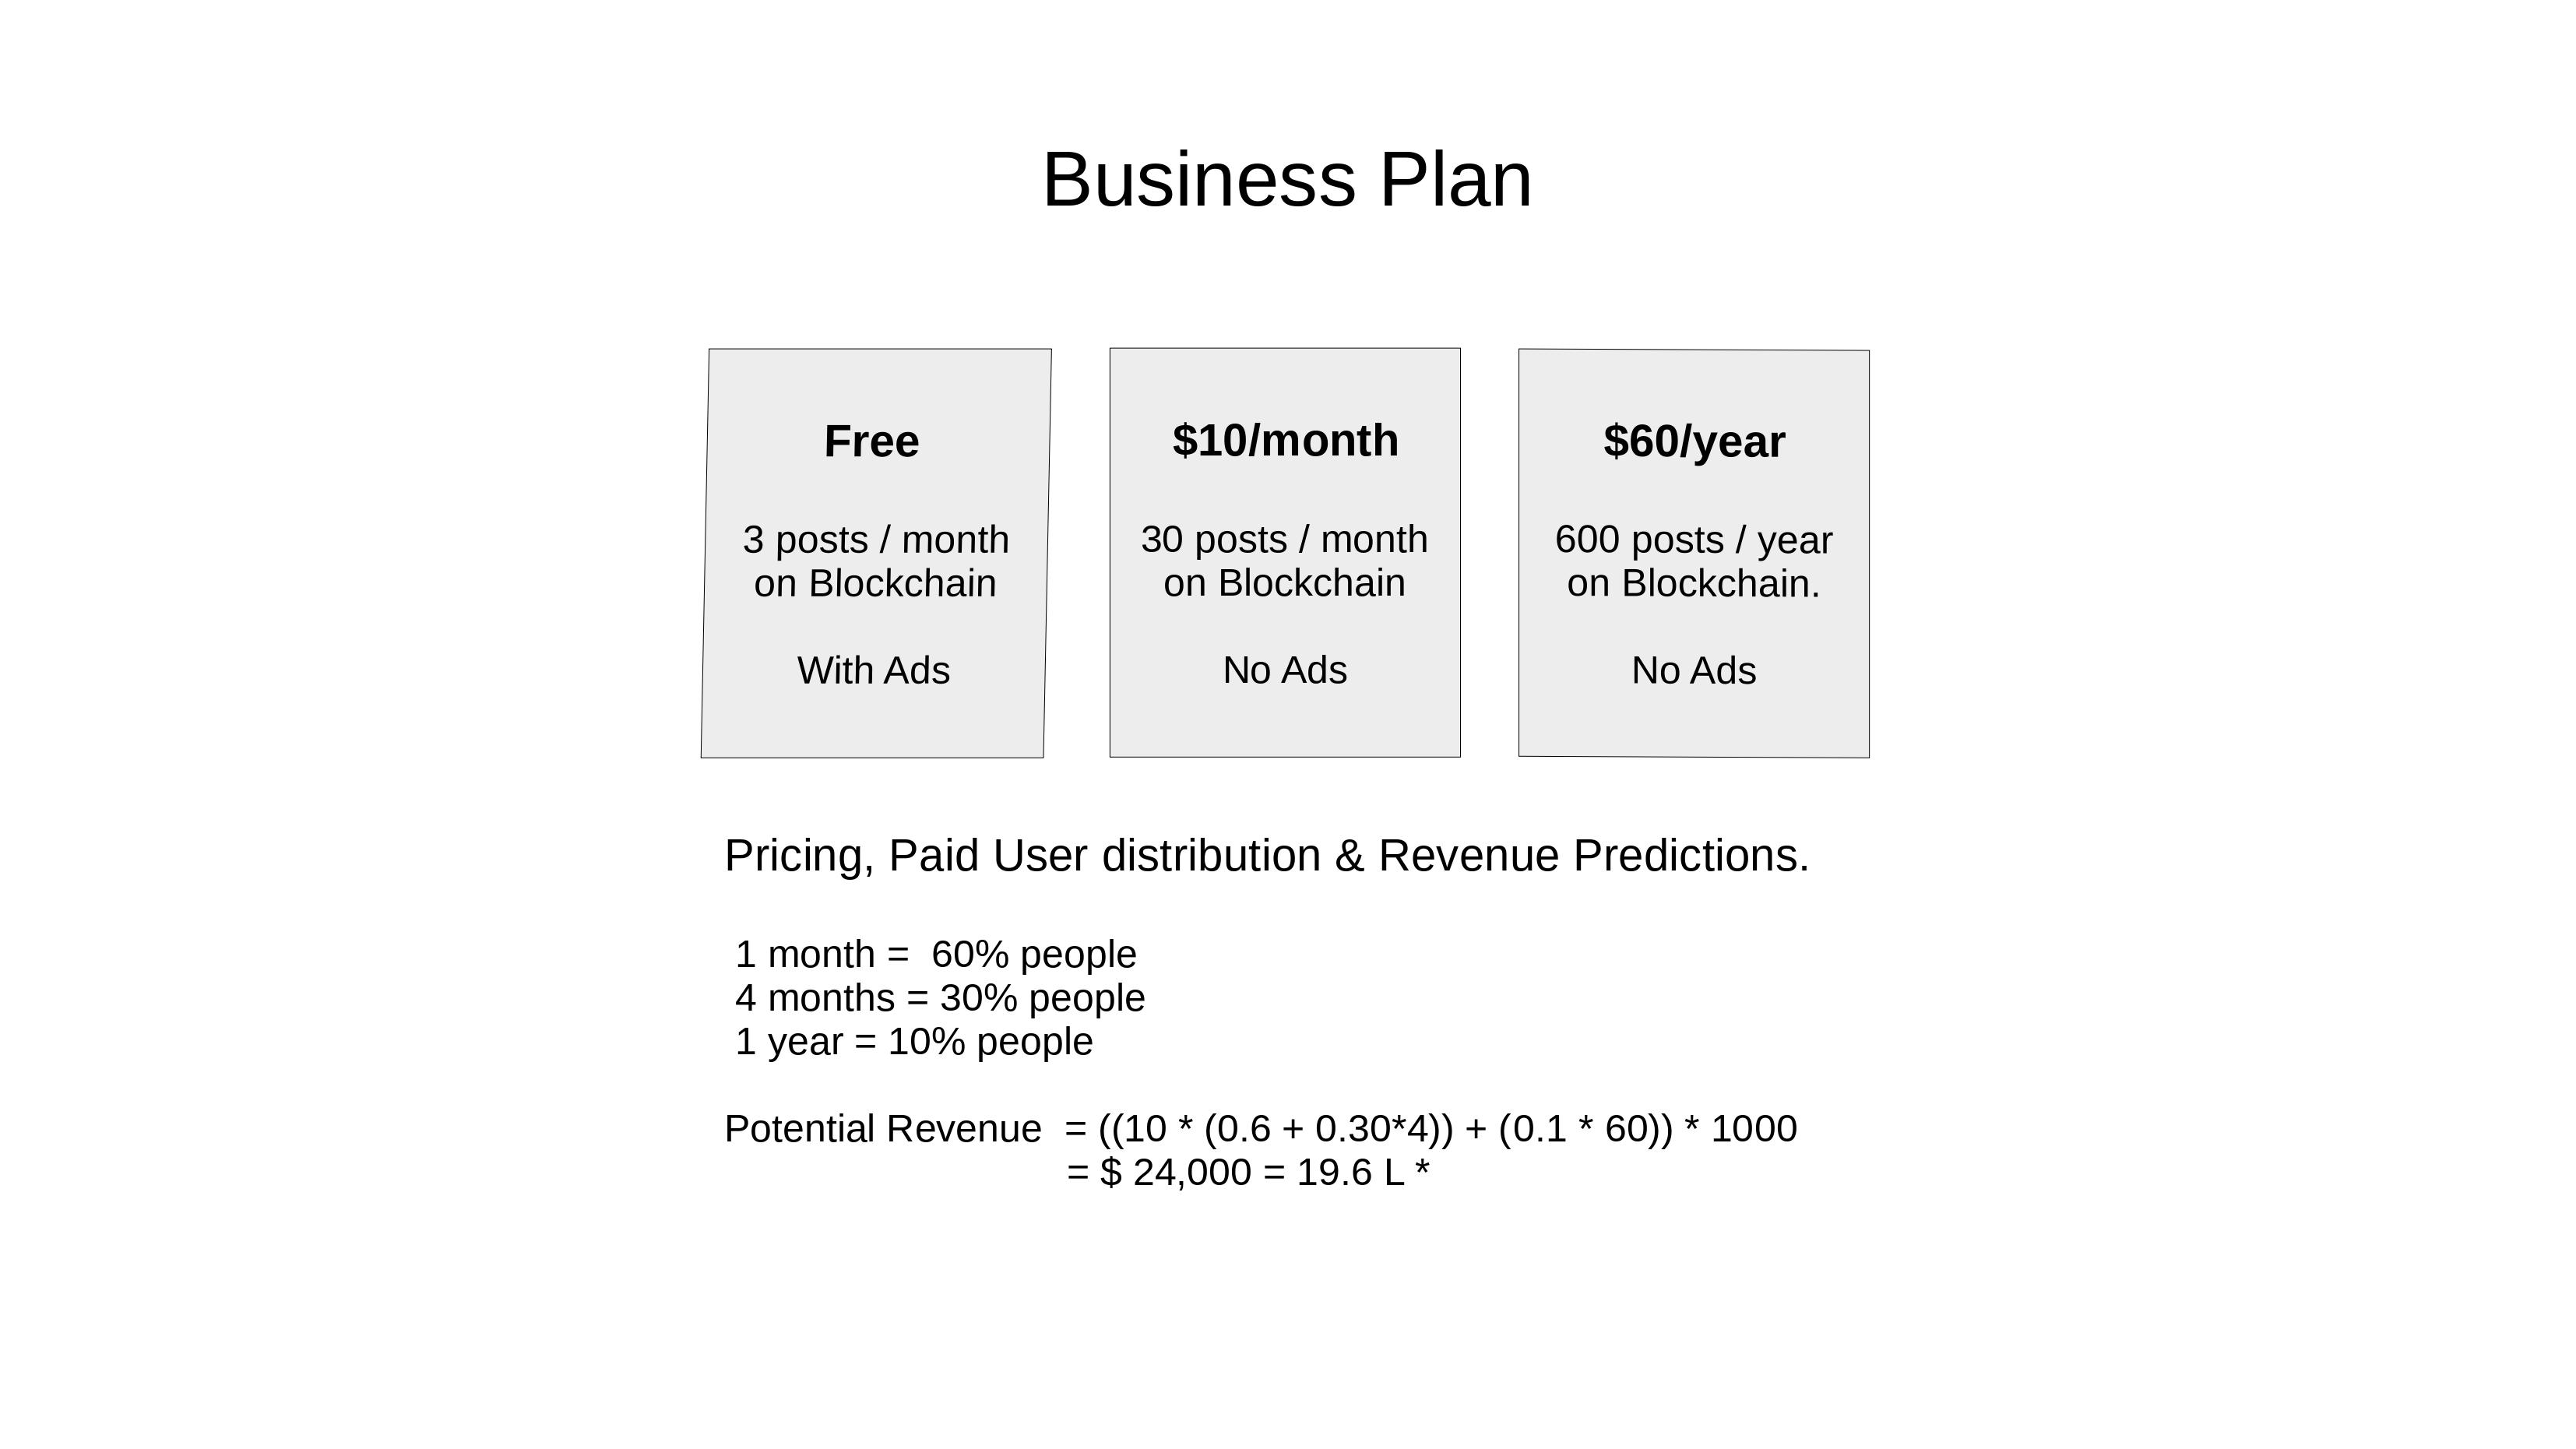 Business Plan
Free
3 posts / month
on Blockchain
With Ads
$10/month
30 posts / month
on Blockchain
No Ads
$60/year
600 posts / year
on Blockchain.
No Ads
Pricing, Paid User distribution & Revenue Predictions.
1 month =  60% people
4 months = 30% people
1 year = 10% people
Potential Revenue  = ((10 * (0.6 + 0.30*4)) + (0.1 * 60)) * 1000
= $ 24,000 = 19.6 L *